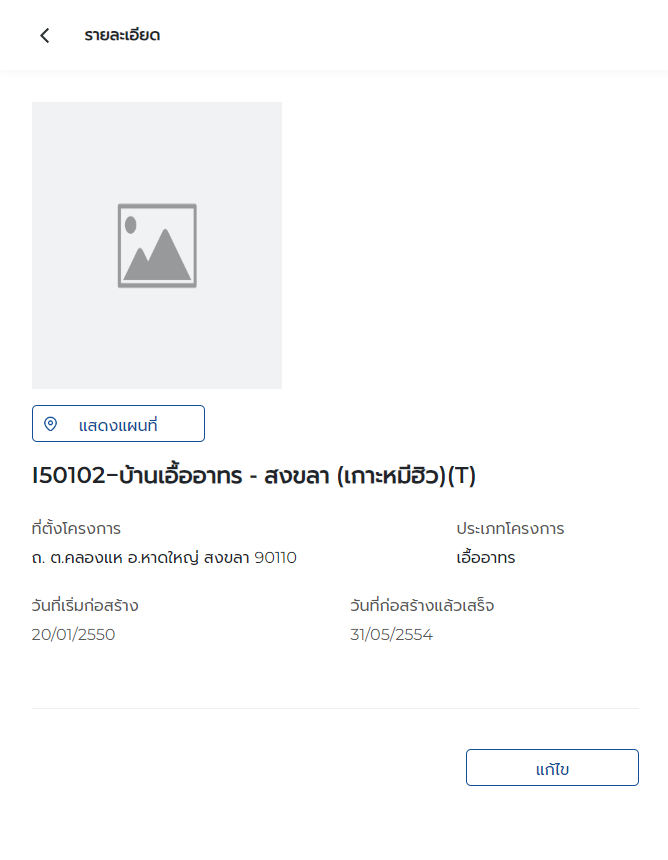 รายละเอียด
แสดงแผนที่
I50102-บ้านเอื้ออาทร - สงขลา (เกาะหมีฮิว)(T)
ที่ตั้งโครงการ
ประเภทโครงการ
ถ. ต.คลองแห อ.หาดใหญ่ สงขลา 90110
เอื้ออาทร
วันที่เริ่มก่อสร้าง
วันที่ก่อสร้างแล้วเสร็จ
20/01/2550
31/05/2554
แก้ไข